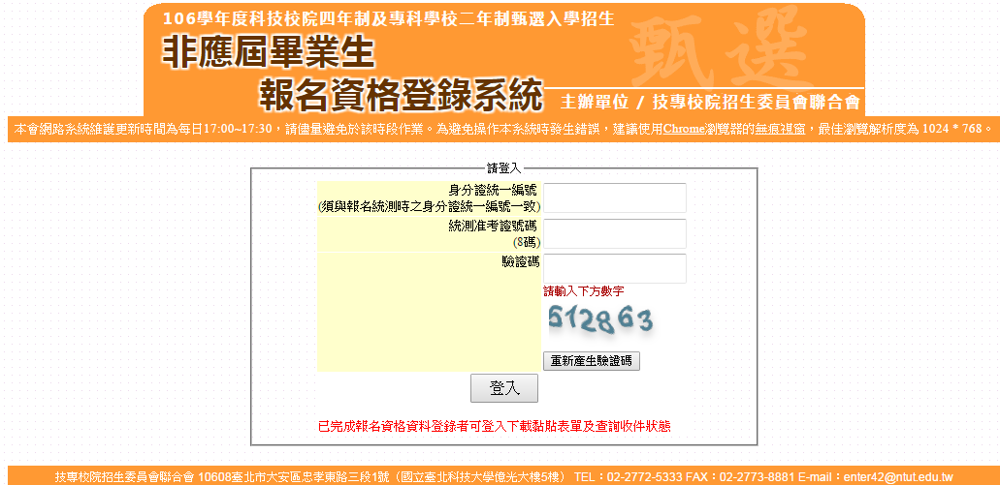 106學年度科技校院四年制及專科學校二年制甄選入學招生
甄選
非應屆畢業生
報名資格登錄系統
主辦單位 / 技專校院招生委員會聯合會
本會網路系統維護更新時間為每日17:00~17:30，請儘量避免於該時段作業。為避免操作本系統時發生錯誤，建議使用Chrome瀏覽器的無痕視窗，最佳瀏覽解析度為 1024 * 768。
請登入
身分證統一編號
(須與報名統測時之身分證統一編號一致)
統測准考證號碼
(8碼)
驗證碼
請輸入下方數字
612863
重新產生驗證碼
登入
已完成報名資格資料登錄者可登入下載黏貼表單及查詢收件狀態
技專校院招生委員會聯合會 10608臺北市大安區忠孝東路三段1號（國立臺北科技大學億光大樓5樓） TEL：02-2772-5333 FAX：02-2773-8881 E-mail：enter42@ntut.edu.tw